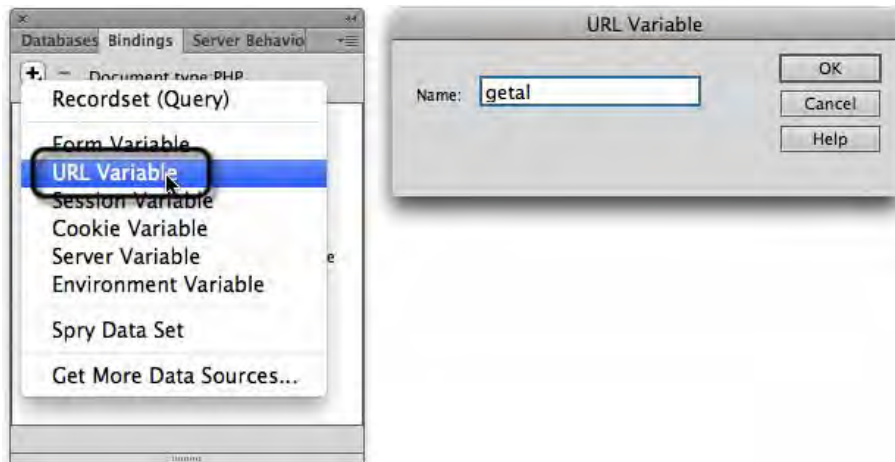 Databases Bindings Server Behavio
Document type:PHP
Recordset (Query)
Form Variable
URL Variable
Session Variable
Cookie Variable
Server Variable
e
Environment Variable
Spry Data Set
Get More Data Sources...
URL Variable
Name: getal
OK
Cancel
Help